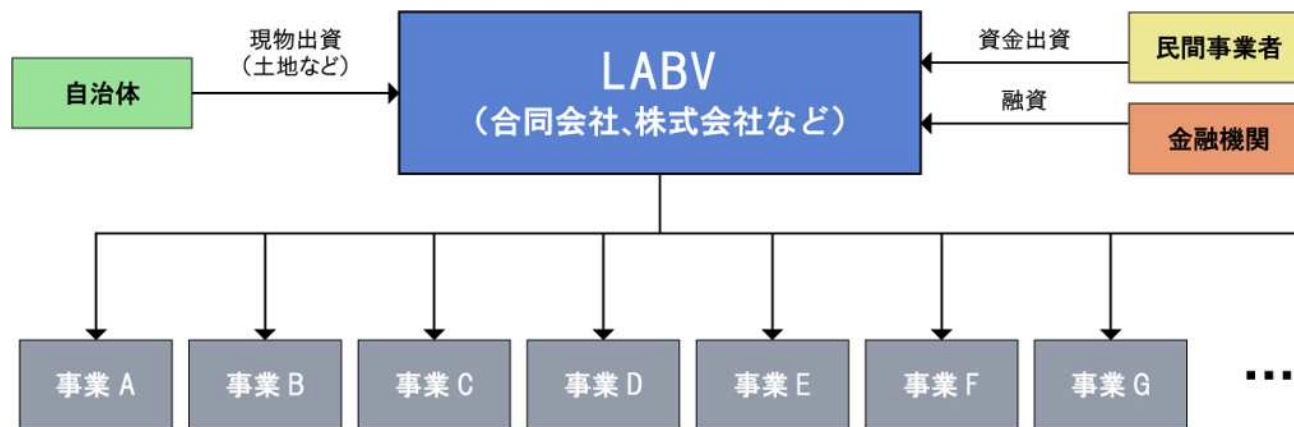 現物出資
（土地など）
自治体
LABV
（合同会社、株式会社など）
資金出資
民間事業者
融資
金融機関
事業 A
事業 B
事業 C
事業 D
事業 E
事業 F
事業 G
…